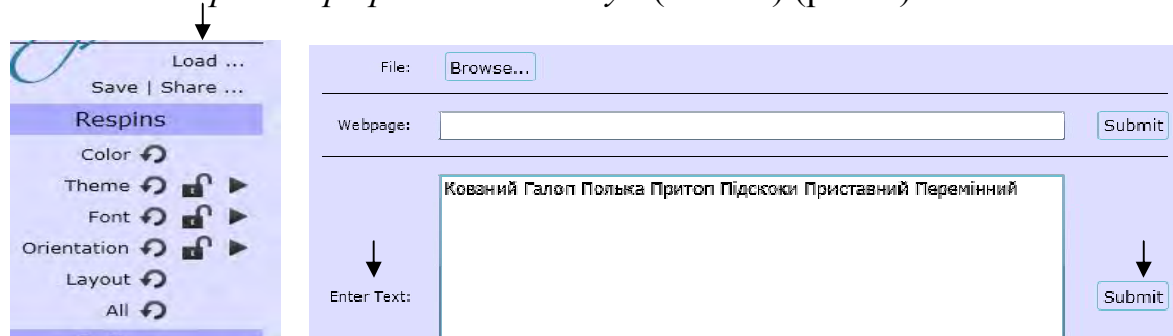 Load ...
Save | Share ...
Respins
Color
Theme
Font
Orientation
Layout
All
File: Browse...
Webpage: Submit
Кований Галоп Полька Притоп Підскоки Приставний Перемінний
Enter Text: Submit